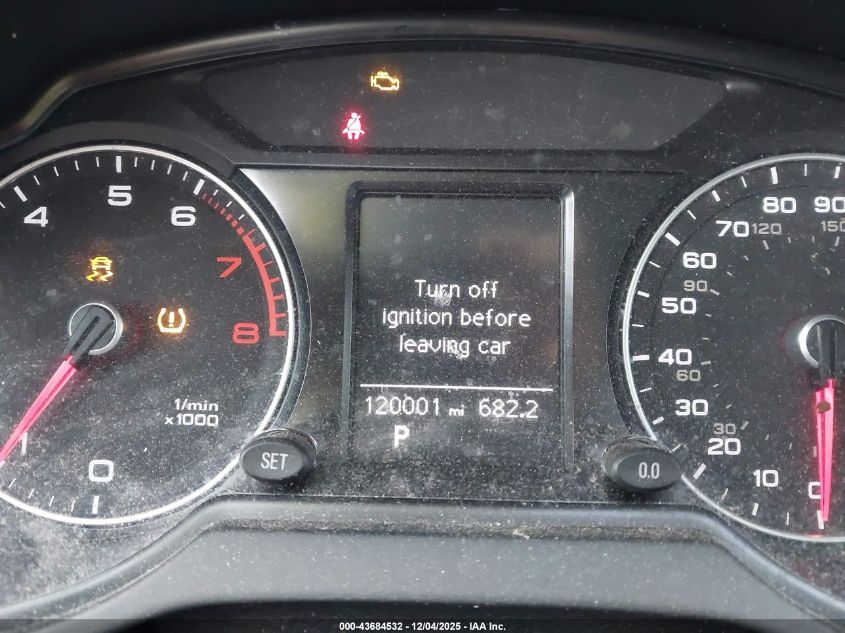 4 5 6 7 8
1/min
x1000
1 0
SET
Turn off
ignition before
leaving car
120001 mi 682.2
P
0.0
80 90
70 120 150
60
50 90
40 60
30 30
20
10
0
000-43684532 - 12/04/2025 - IAA Inc.